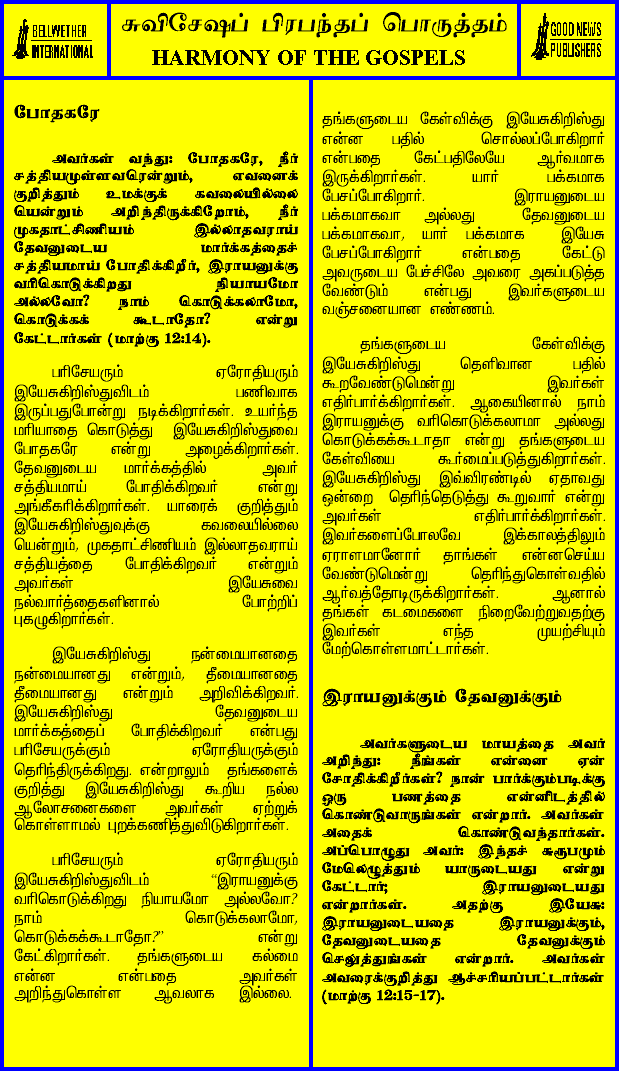 BELLWETHER
INTERNATIONAL
சுவிசேஷப் பிரபந்தப் பொருத்தம்
HARMONY OF THE GOSPELS
GOOD NEWS
PUBLISHERS
போதகரே
அவர்கள் வந்து: போதகரே, நீர்
சத்தியமுள்ளவரென்றும், எவனைக்
குறித்தும் உமக்குக் கவலையில்லை
யென்றும் அறிந்திருக்கிறோம், நீர்
முகதாட்சிணியம் இல்லாதவராய்
தேவனுடைய மார்க்கத்தைச்
சத்தியமாய் போதிக்கிறீர், இராயனுக்கு
வரிகொடுக்கிறது நியாயமோ
அல்லவோ? நாம் கொடுக்கலாமோ,
கொடுக்கக் கூடாதோ? என்று
கேட்டார்கள் (மாற்கு 12:14).
பரிசேயரும் ஏரோதியரும்
இயேசுகிறிஸ்துவிடம் பணிவாக
இருப்பதுபோன்று நடிக்கிறார்கள். உயர்ந்த
மரியாதை கொடுத்து இயேசுகிறிஸ்துவை
போதகரே என்று அழைக்கிறார்கள்.
தேவனுடைய மார்க்கத்தில் அவர்
சத்தியமாய் போதிக்கிறவர் என்று
அங்கீகரிக்கிறார்கள். யாரைக் குறித்தும்
இயேசுகிறிஸ்துவுக்கு கவலையில்லை
யென்றும், முகதாட்சிணியம் இல்லாதவராய்
சத்தியத்தை போதிக்கிறவர் என்றும்
அவர்கள் இயேசுவை
நல்வார்த்தைகளினால் போற்றிப்
புகழுகிறார்கள்.
இயேசுகிறிஸ்து நன்மையானதை
நன்மையானது என்றும், தீமையானதை
தீமையானது என்றும் அறிவிக்கிறவர்.
இயேசுகிறிஸ்து தேவனுடைய
மார்க்கத்தைப் போதிக்கிறவர் என்பது
பரிசேயருக்கும் ஏரோதியருக்கும்
தெரிந்திருக்கிறது. என்றாலும் தங்களைக்
குறித்து இயேசுகிறிஸ்து கூறிய நல்ல
ஆலோசனைகளை அவர்கள் ஏற்றுக்
கொள்ளாமல் புறக்கணித்துவிடுகிறார்கள்.
பரிசேயரும் ஏரோதியரும்
இயேசுகிறிஸ்துவிடம் “இராயனுக்கு
வரிகொடுக்கிறது நியாயமோ அல்லவோ?
நாம் கொடுக்கலாமோ,
கொடுக்கக்கூடாதோ?” என்று
கேட்கிறார்கள். தங்களுடைய கல்மை
என்ன என்பதை அவர்கள்
அறிந்துகொள்ள ஆவலாக இல்லை.
தங்களுடைய கேள்விக்கு இயேசுகிறிஸ்து
என்ன பதில் சொல்லப்போகிறார்
என்பதை கேட்பதிலேயே ஆர்வமாக
இருக்கிறார்கள். யார் பக்கமாக
பேசப்போகிறார். இராயனுடைய
பக்கமாகவா அல்லது தேவனுடைய
பக்கமாகவா, யார் பக்கமாக இயேசு
பேசப்போகிறார் என்பதை கேட்டு
அவருடைய பேச்சிலே அவரை அகப்படுத்த
வேண்டும் என்பது இவர்களுடைய
வஞ்சனையான எண்ணம்.
தங்களுடைய கேள்விக்கு
இயேசுகிறிஸ்து தெளிவான பதில்
கூறவேண்டுமென்று இவர்கள்
எதிர்பார்க்கிறார்கள். ஆகையினால் நாம்
இராயனுக்கு வரிகொடுக்கலாமா அல்லது
கொடுக்கக்கூடாதா என்று தங்களுடைய
கேள்வியை கூர்மைப்படுத்துகிறார்கள்.
இயேசுகிறிஸ்து இவ்விரண்டில் ஏதாவது
ஒன்றை தெரிந்தெடுத்து கூறுவார் என்று
அவர்கள் எதிர்பார்க்கிறார்கள்.
இவர்களைப்போலவே இக்காலத்திலும்
ஏராளமானோர் தாங்கள் என்னசெய்ய
வேண்டுமென்று தெரிந்துகொள்வதில்
ஆர்வத்தோடிருக்கிறார்கள். ஆனால்
தங்கள் கடமைகளை நிறைவேற்றுவதற்கு
இவர்கள் எந்த முயற்சியும்
மேற்கொள்ளமாட்டார்கள்.
இராயனுக்கும் தேவனுக்கும்
அவர்களுடைய மாயத்தை அவர்
அறிந்து: நீங்கள் என்னை ஏன்
சோதிக்கிறீர்கள்? நான் பார்க்கும்படிக்கு
ஒரு பணத்தை என்னிடத்தில்
கொண்டுவாருங்கள் என்றார். அவர்கள்
அதைக் கொண்டுவந்தார்கள்.
அப்பொழுது அவர்: இந்தச் சுரூபமும்
மேலெழுத்தும் யாருடையது என்று
கேட்டார்; இராயனுடையது
என்றார்கள். அதற்கு இயேசு:
இராயனுடையதை இராயனுக்கும்,
தேவனுடையதை தேவனுக்கும்
செலுத்துங்கள் என்றார். அவர்கள்
அவரைக்குறித்து ஆச்சரியப்பட்டார்கள்
(மாற்கு 12:15-17).